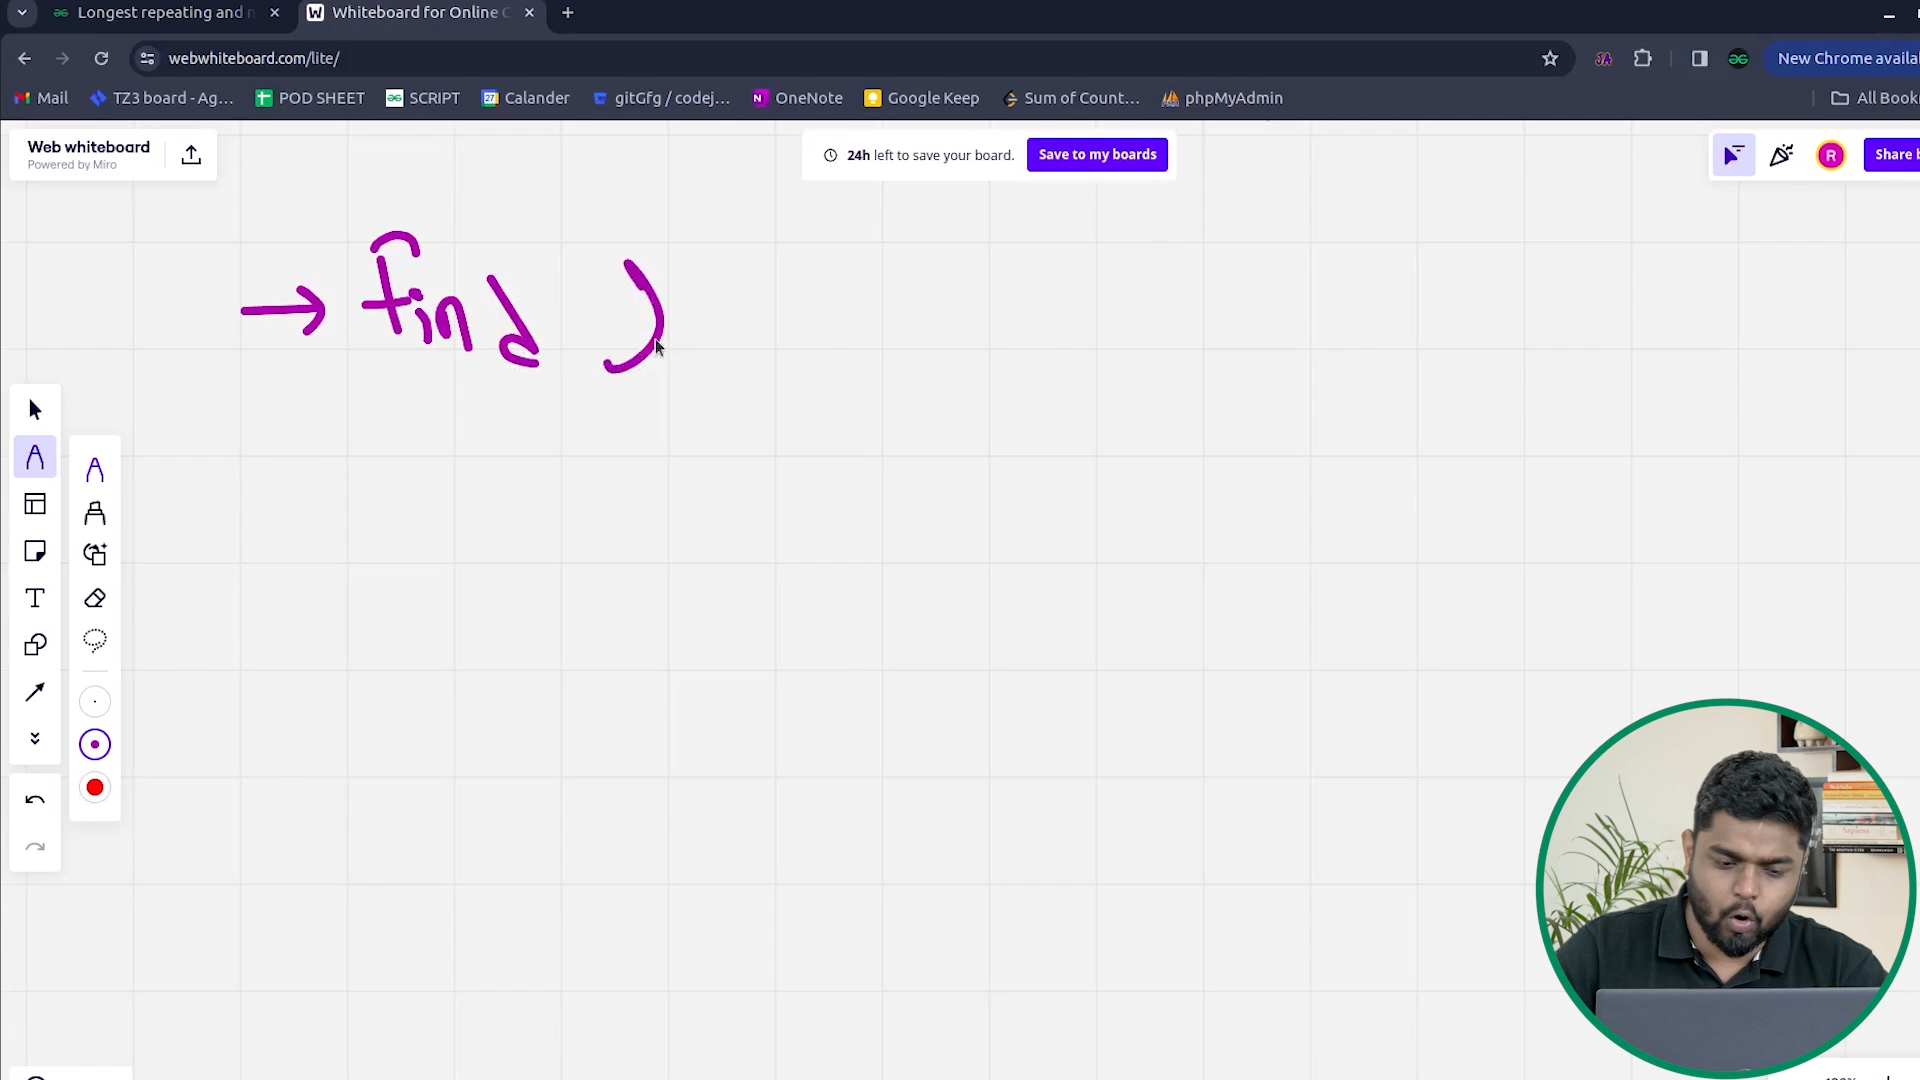 Longest repeating and n
Whiteboard for Online C
webwhiteboard.com/lite/
New Chrome availa
Mail
TZ3 board - Ag...
POD SHEET
SCRIPT
27
Calander
gitGfg / codej...
OneNote
Google Keep
Sum of Count...
phpMyAdmin
All Book
Web whiteboard
Powered by Miro
24h left to save your board.
Save to my boards
R
Share b
→ find
T
Sapiens